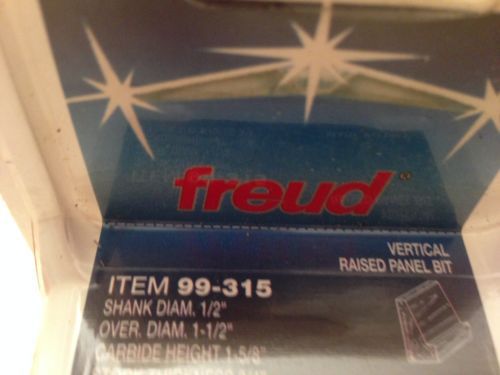 freud®
VERTICAL
RAISED PANEL BIT
ITEM 99-315
SHANK DIAM. 1/2"
OVER. DIAM. 1-1/2"
CARBIDE HEIGHT 1-5/8"